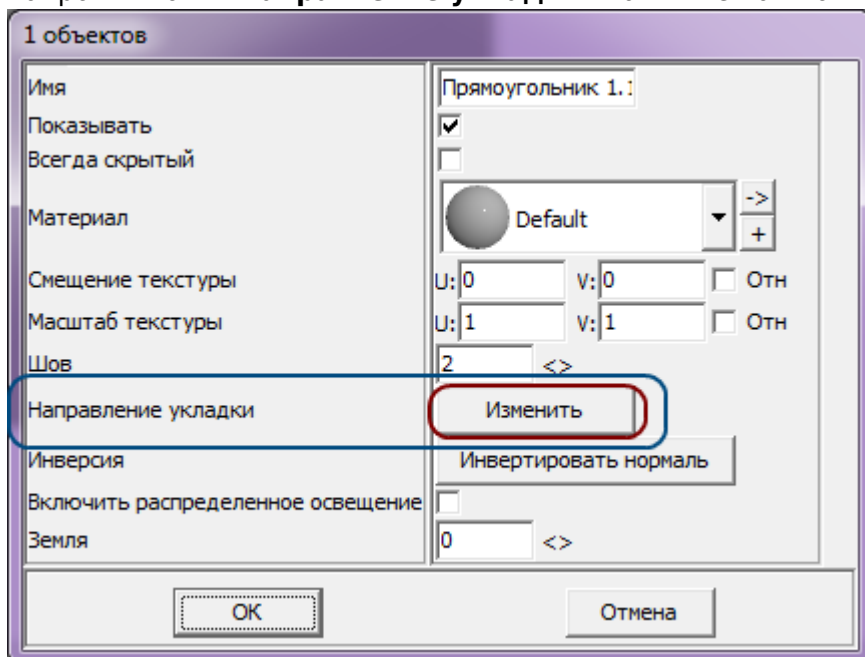 1 объектов
Имя Прямоугольник 1.
Показывать
Всегда скрытый
Материал Default ->
+
Смещение текстуры U: 0 V: 0 Отн
Масштаб текстуры U: 1 V: 1 Отн
Шов 2 <>
Направление укладки Изменить
Инверсия Инвертировать нормаль
Включить распределенное освещение
Земля 0 <>
OK Отмена